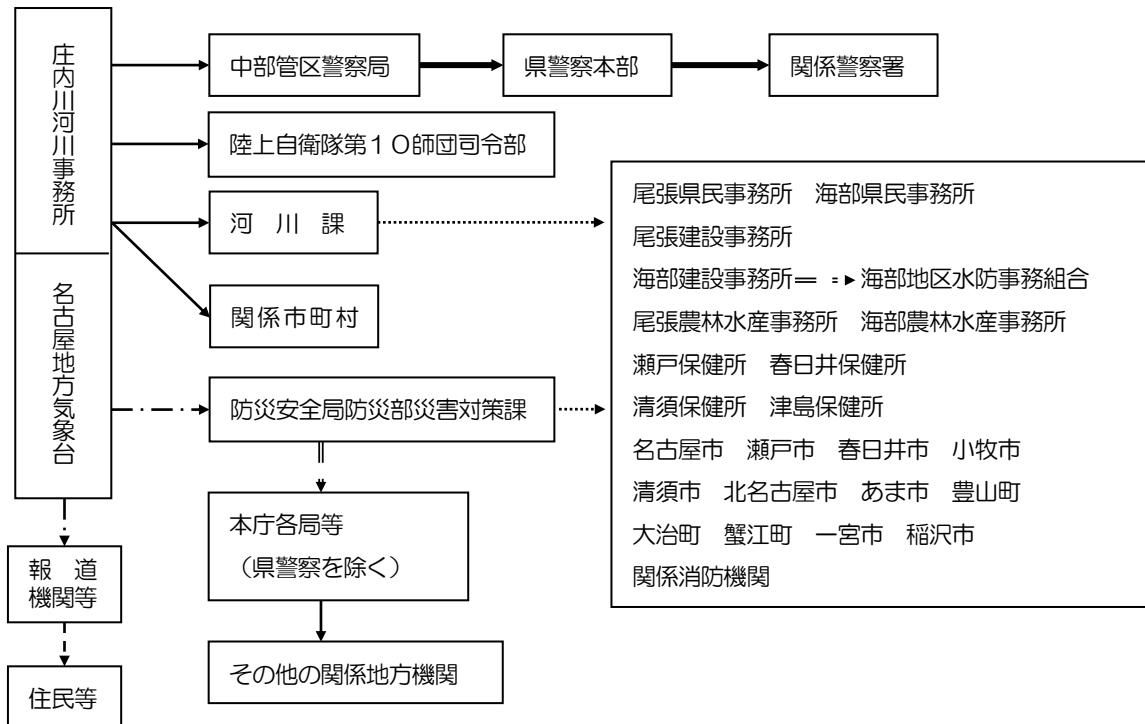 庄内川河川事務所
名古屋地方気象台
中部管区警察局
県警察本部
関係警察署
陸上自衛隊第１０師団司令部
河　川　課
関係市町村
防災安全局防災部災害対策課
本庁各局等
（県警察を除く）
その他の関係地方機関
報　道
機関等
住民等
尾張県民事務所　海部県民事務所
尾張建設事務所
海部建設事務所　海部地区水防事務組合
尾張農林水産事務所　海部農林水産事務所
瀬戸保健所　春日井保健所
清須保健所　津島保健所
名古屋市　瀬戸市　春日井市　小牧市
清須市　北名古屋市　あま市　豊山町
大治町　蟹江町　一宮市　稲沢市
関係消防機関